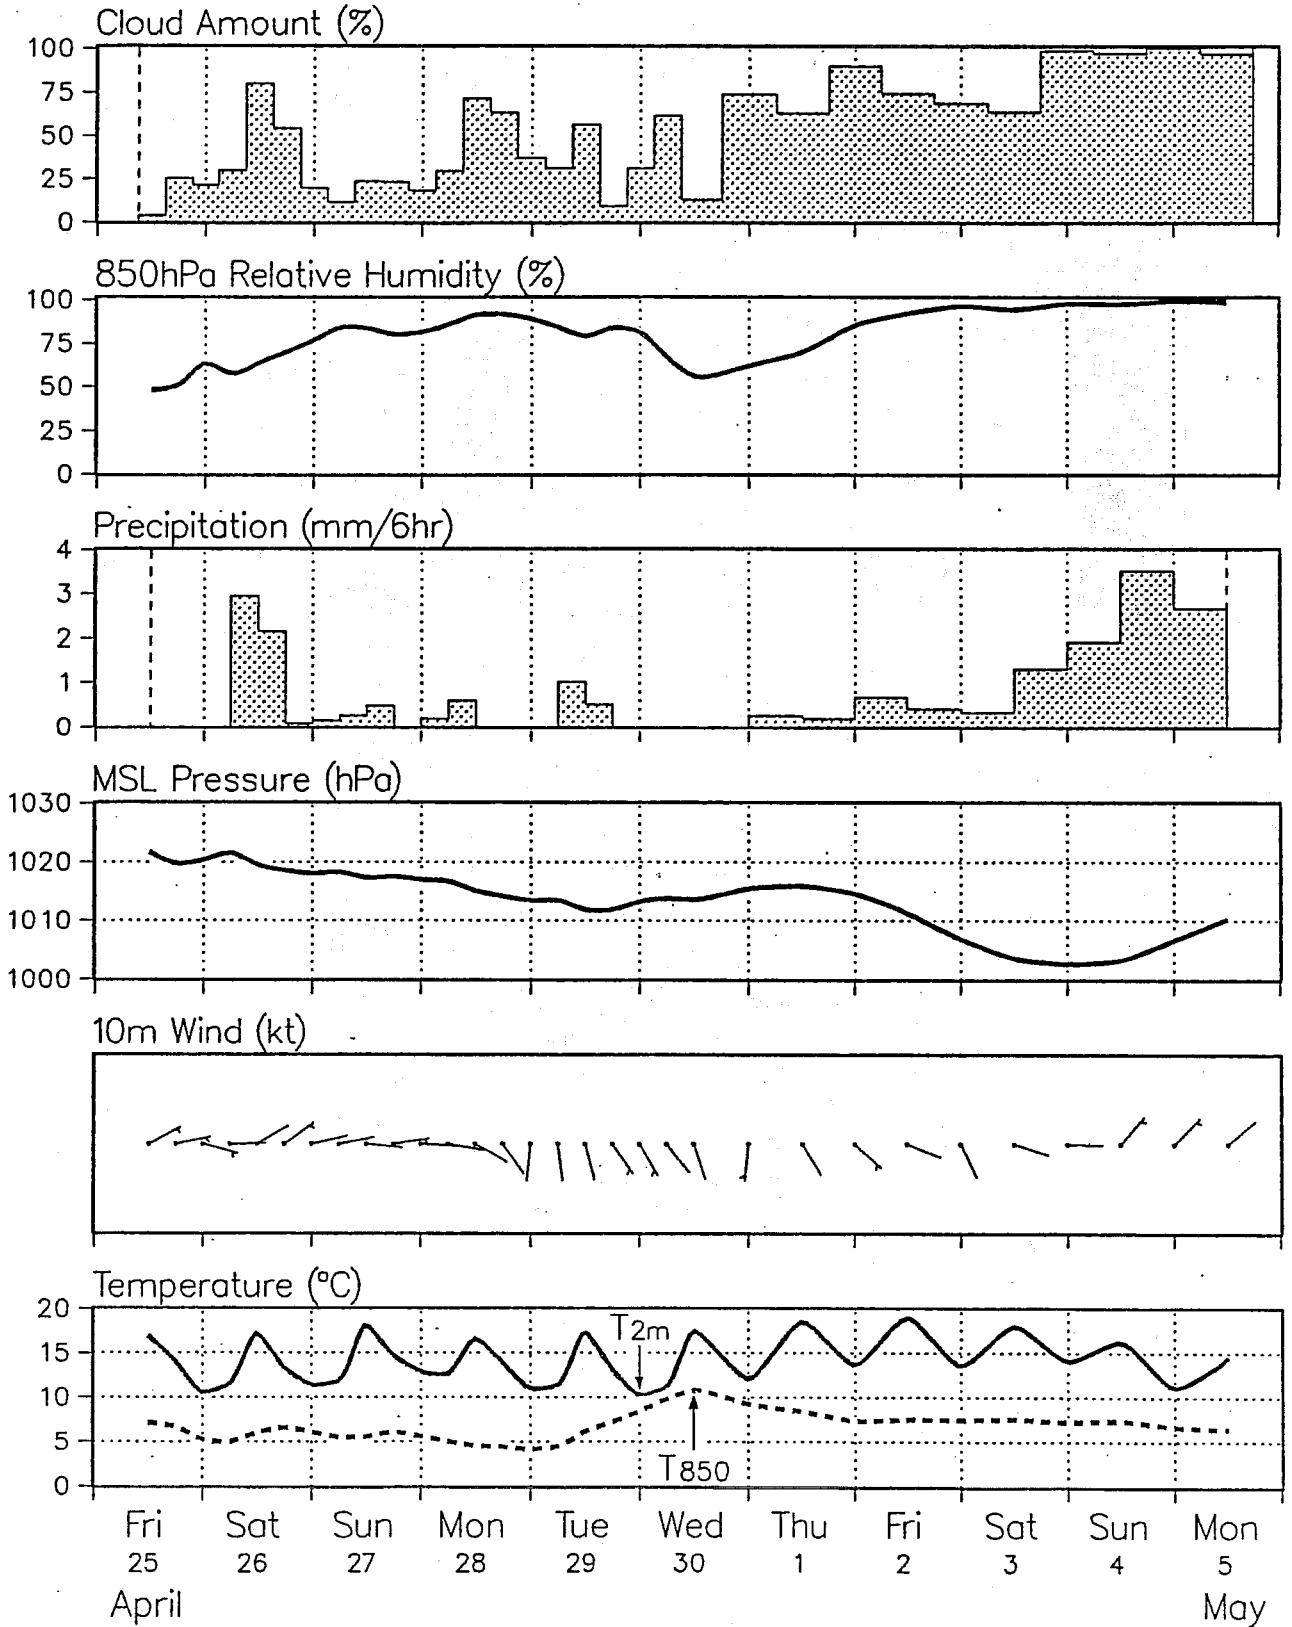 Cloud Amount (%)
100
75
50
25
0
850hPa Relative Humidity (%)
100
75
50
25
0
Precipitation (mm/6hr)
4
3
2
1
0
MSL Pressure (hPa)
1030
1020
1010
1000
10m Wind (kt)
Temperature (°C)
20
15
10
5
0
T2m
T850
Fri Sat Sun Mon Tue Wed Thu Fri Sat Sun Mon
25 26 27 28 29 30 1 2 3 4 5
April May